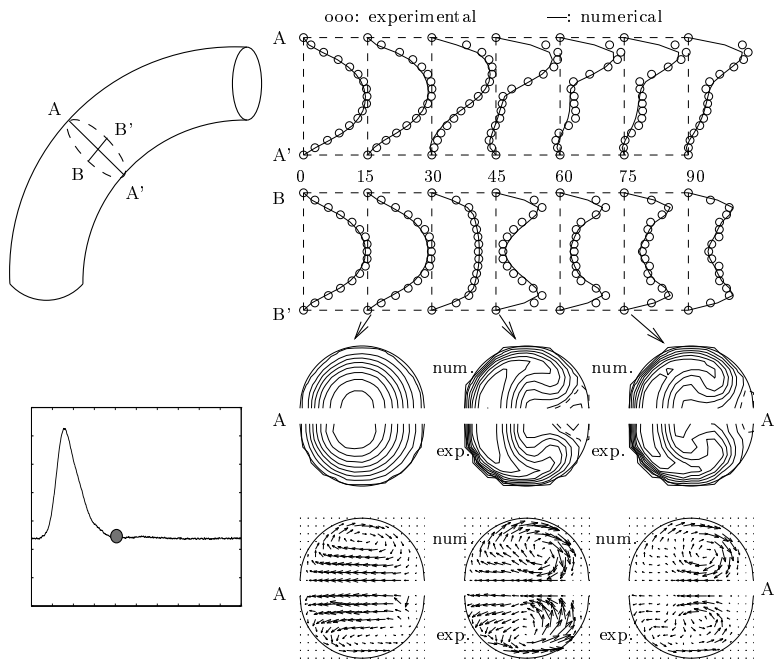 ooo: experimental —: numerical
A
A
B'
B
A'
A'
0 15 30 45 60 75 90
B
B'
num. num.
A A
exp. exp.
num. num.
A A
exp. exp.